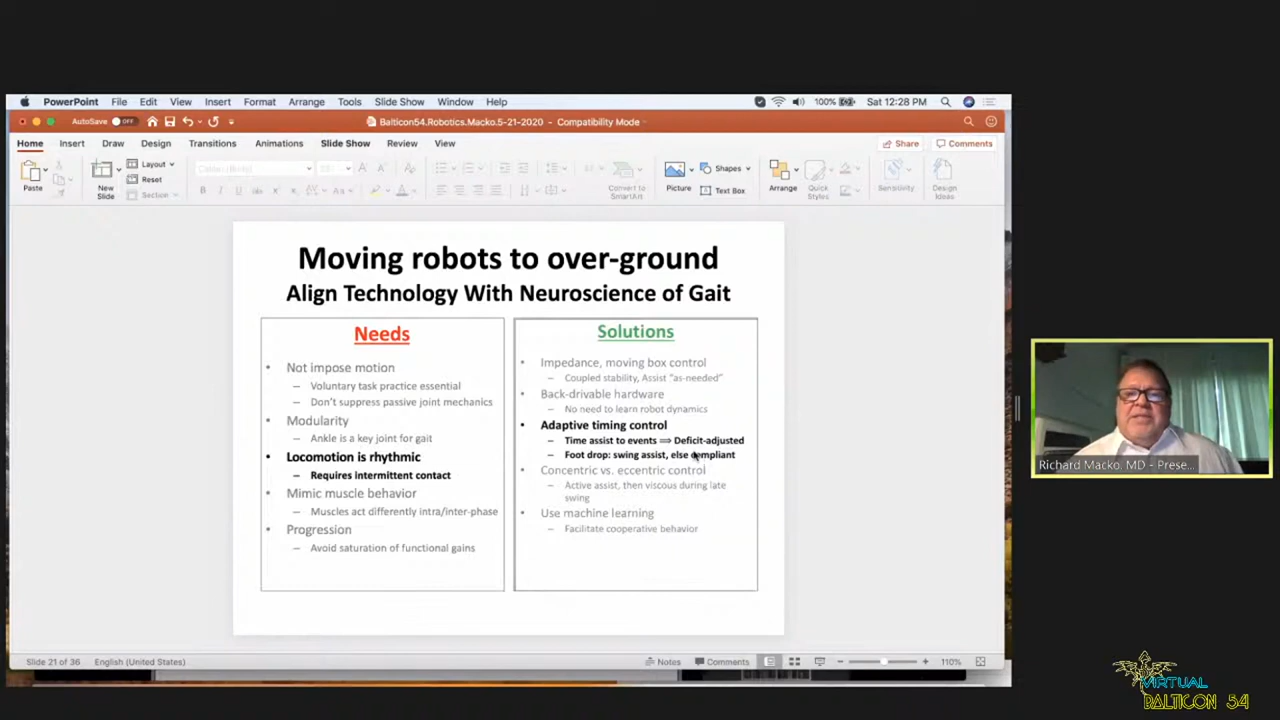 PowerPoint File Edit View Insert Format Arrange Tools Slide Show Window Help 100% Sat 12:28 PM
AutoSave OFF Balticon54.Robotics.Macko.5-21-2020 - Compatibility Mode
Home Insert Draw Design Transitions Animations Slide Show Review View Share Comments
Paste
New
Slide
Layout
Reset
Section
Convert to
SmartArt
Picture
Shapes
Text Box
Arrange
Quick
Styles
Sensitivity
Design
Ideas
Moving robots to over-ground
Align Technology With Neuroscience of Gait
Needs
• Not impose motion
– Voluntary task practice essential
– Don't suppress passive joint mechanics
• Modularity
– Ankle is a key joint for gait
• Locomotion is rhythmic
– Requires intermittent contact
• Mimic muscle behavior
– Muscles act differently intra/inter-phase
• Progression
– Avoid saturation of functional gains
Solutions
• Impedance, moving box control
– Coupled stability, Assist "as-needed"
• Back-drivable hardware
– No need to learn robot dynamics
• Adaptive timing control
– Time assist to events ⟹ Deficit-adjusted
– Foot drop: swing assist, else compliant
• Concentric vs. eccentric control
– Active assist, then viscous during late
swing
• Use machine learning
– Facilitate cooperative behavior
Richard Macko, MD - Prese...
Slide 21 of 36 English (United States) Notes Comments 110%
VIRTUAL
BALTICON 54